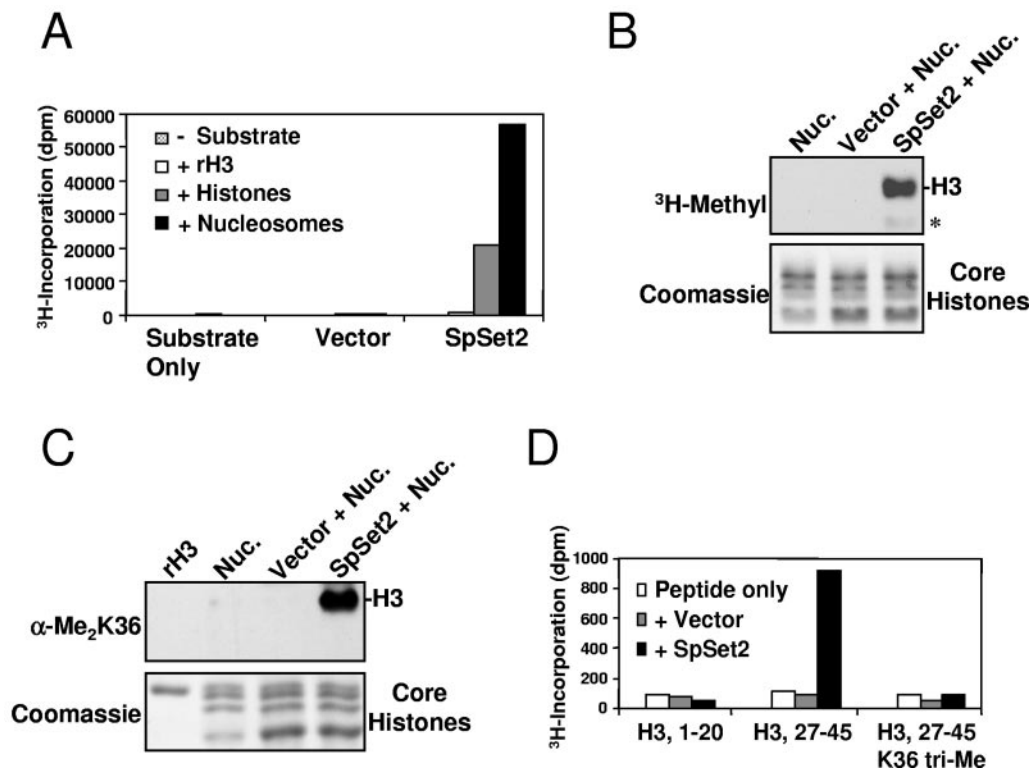 A
³H-Incorporation (dpm)
60000
50000
40000
30000
20000
10000
0
- Substrate
+ rH3
+ Histones
+ Nucleosomes
Substrate Only
Vector
SpSet2
B
Nuc.
Vector + Nuc.
SpSet2 + Nuc.
³H-Methyl
-H3
*
Coomassie
Core
Histones
C
rH3
Nuc.
Vector + Nuc.
SpSet2 + Nuc.
α-Me₂K36
-H3
Coomassie
Core
Histones
D
³H-Incorporation (dpm)
1000
800
600
400
200
0
Peptide only
+ Vector
+ SpSet2
H3, 1-20
H3, 27-45
H3, 27-45
K36 tri-Me